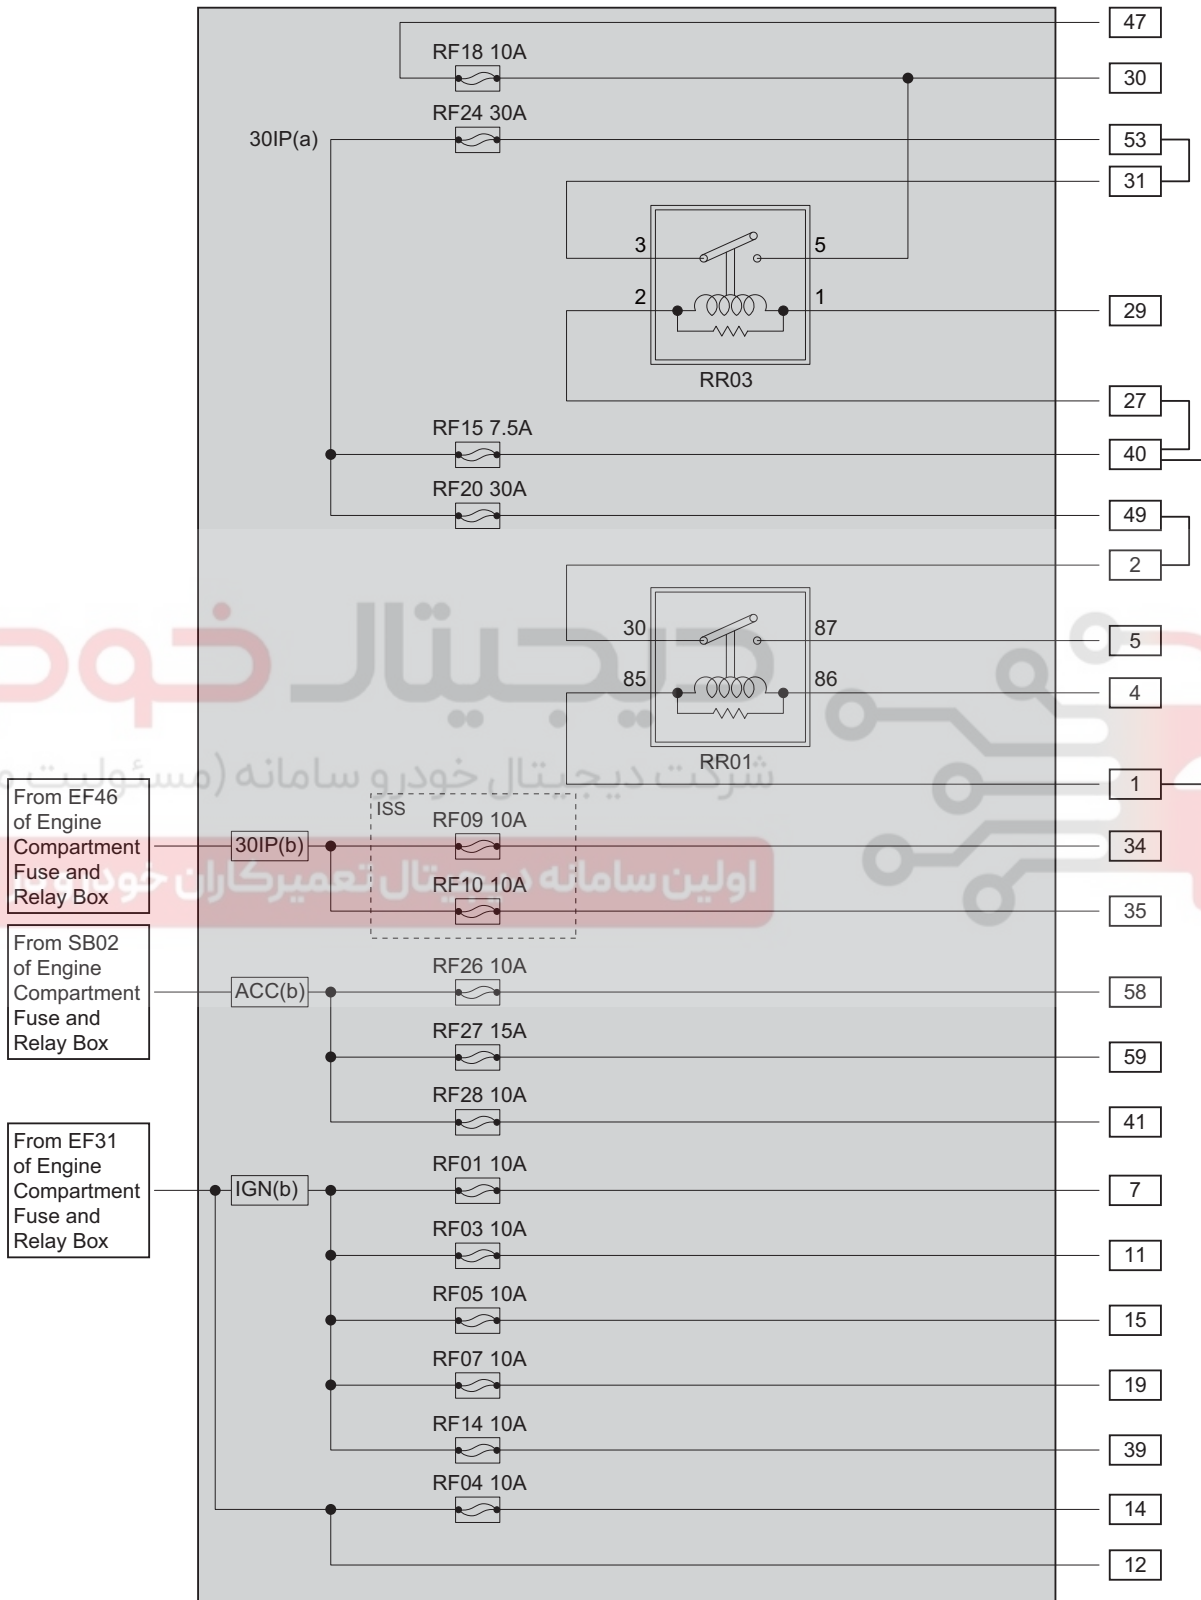 47
RF18 10A
30
RF24 30A
30IP(a)
53
31
3
5
2
1
29
RR03
27
RF15 7.5A
40
RF20 30A
49
2
30
87
5
85
86
4
دیجیتال خود
RR01
شرکت دیجیتال خودرو سامانه (مسئولیت
1
From EF46
of Engine
Compartment
Fuse and
Relay Box
ISS
RF09 10A
30IP(b)
34
اولین سامانه دیجیتال تعمیرکاران خودرو
RF10 10A
35
From SB02
of Engine
Compartment
Fuse and
Relay Box
RF26 10A
ACC(b)
58
RF27 15A
59
RF28 10A
41
From EF31
of Engine
Compartment
Fuse and
Relay Box
RF01 10A
IGN(b)
7
RF03 10A
11
RF05 10A
15
RF07 10A
19
RF14 10A
39
RF04 10A
14
12